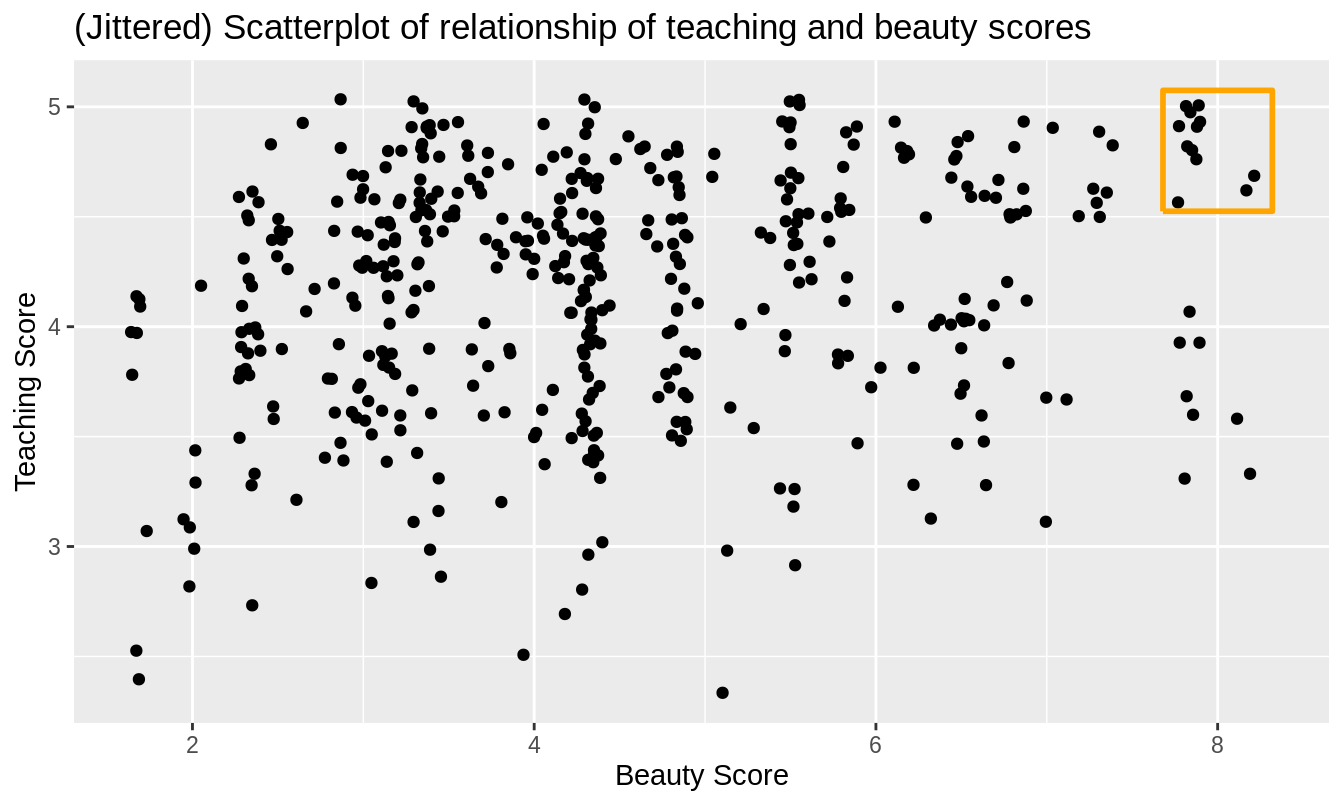 (Jittered) Scatterplot of relationship of teaching and beauty scores
5
4
3
Teaching Score
2 4 6 8
Beauty Score